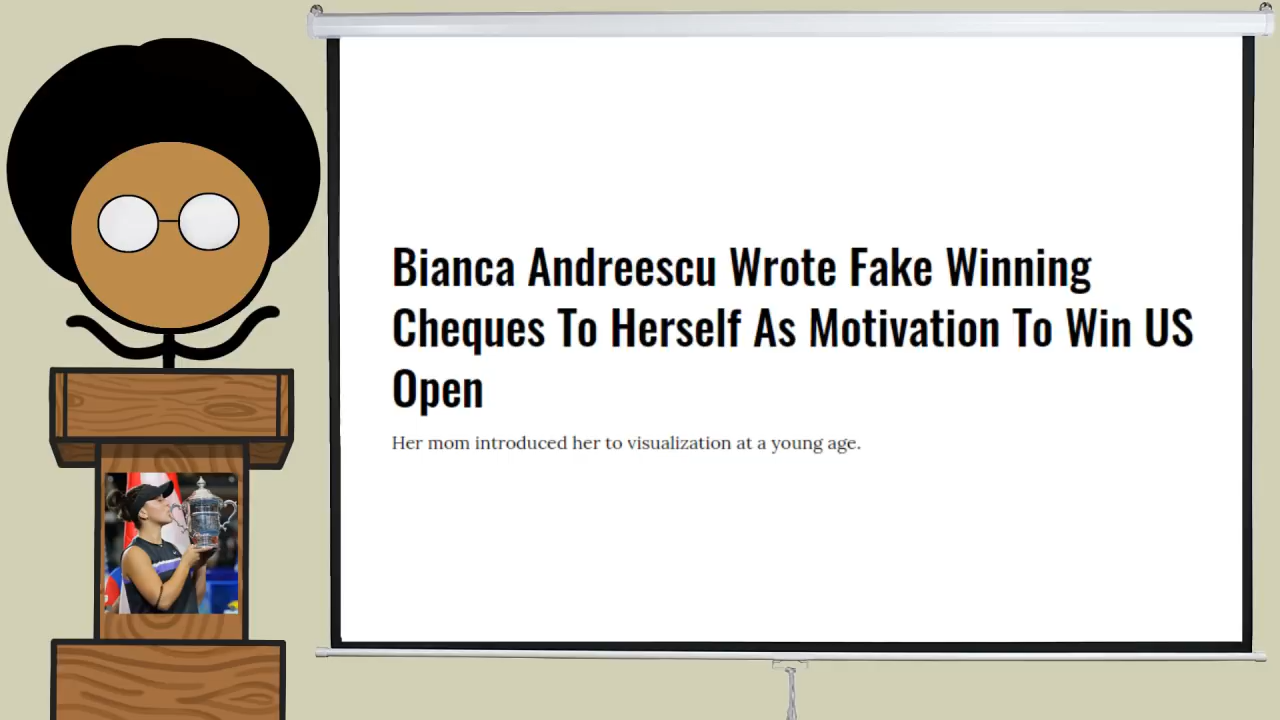 Bianca Andreescu Wrote Fake Winning
Cheques To Herself As Motivation To Win US
Open
Her mom introduced her to visualization at a young age.